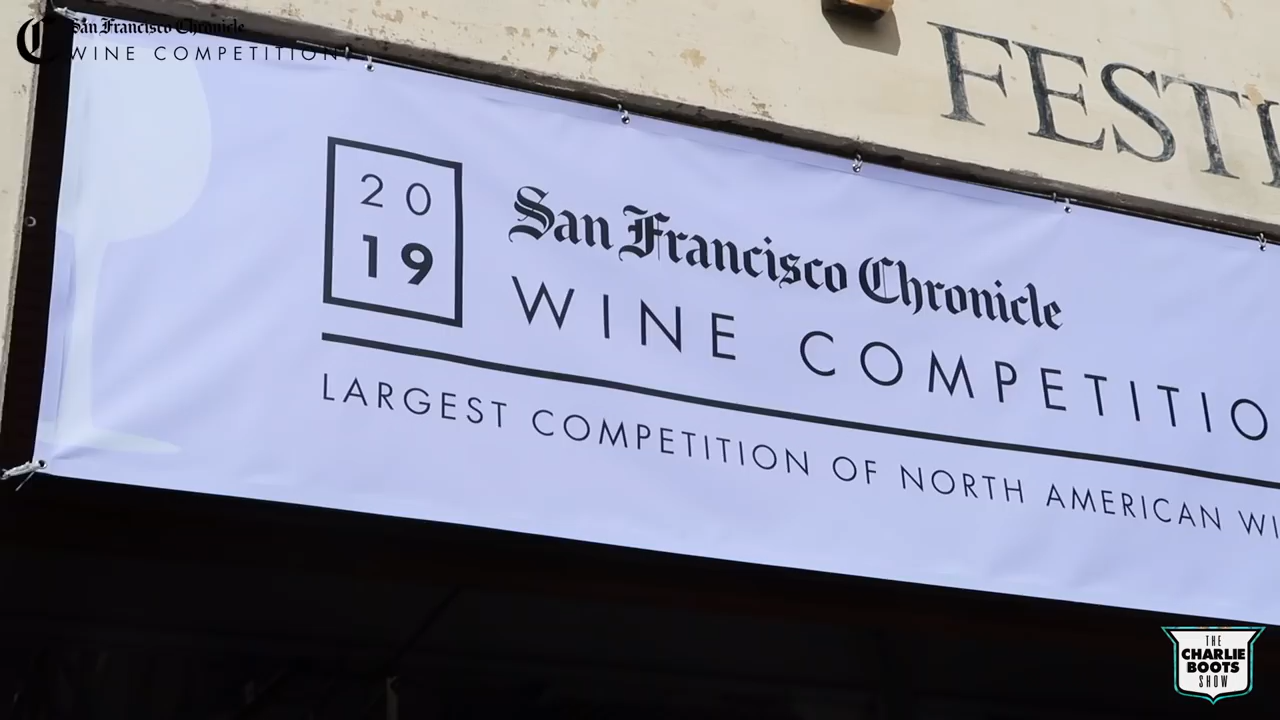 San Francisco Chronicle
WINE COMPETITION
FESTI
20
19
San Francisco Chronicle
WINE COMPETITIO
LARGEST COMPETITION OF NORTH AMERICAN WI
THE
CHARLIE
BOOTS
SHOW